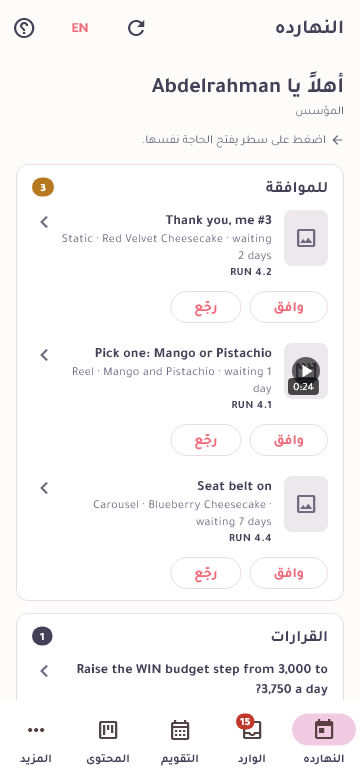 النهارده
EN
أهلاً يا Abdelrahman
المؤسس
← اضغط على سطر يفتح الحاجة نفسها.
للموافقة
3
Thank you, me #3
Static · Red Velvet Cheesecake · waiting
2 days
RUN 4.2
وافق
رجّع
Pick one: Mango or Pistachio
Reel · Mango and Pistachio · waiting 1
day
RUN 4.1
0:24
وافق
رجّع
Seat belt on
Carousel · Blueberry Cheesecake ·
waiting 7 days
RUN 4.4
وافق
رجّع
القرارات
1
Raise the WIN budget step from 3,000 to
3,750 a day?
النهارده
15
الوارد
التقويم
المحتوى
المزيد